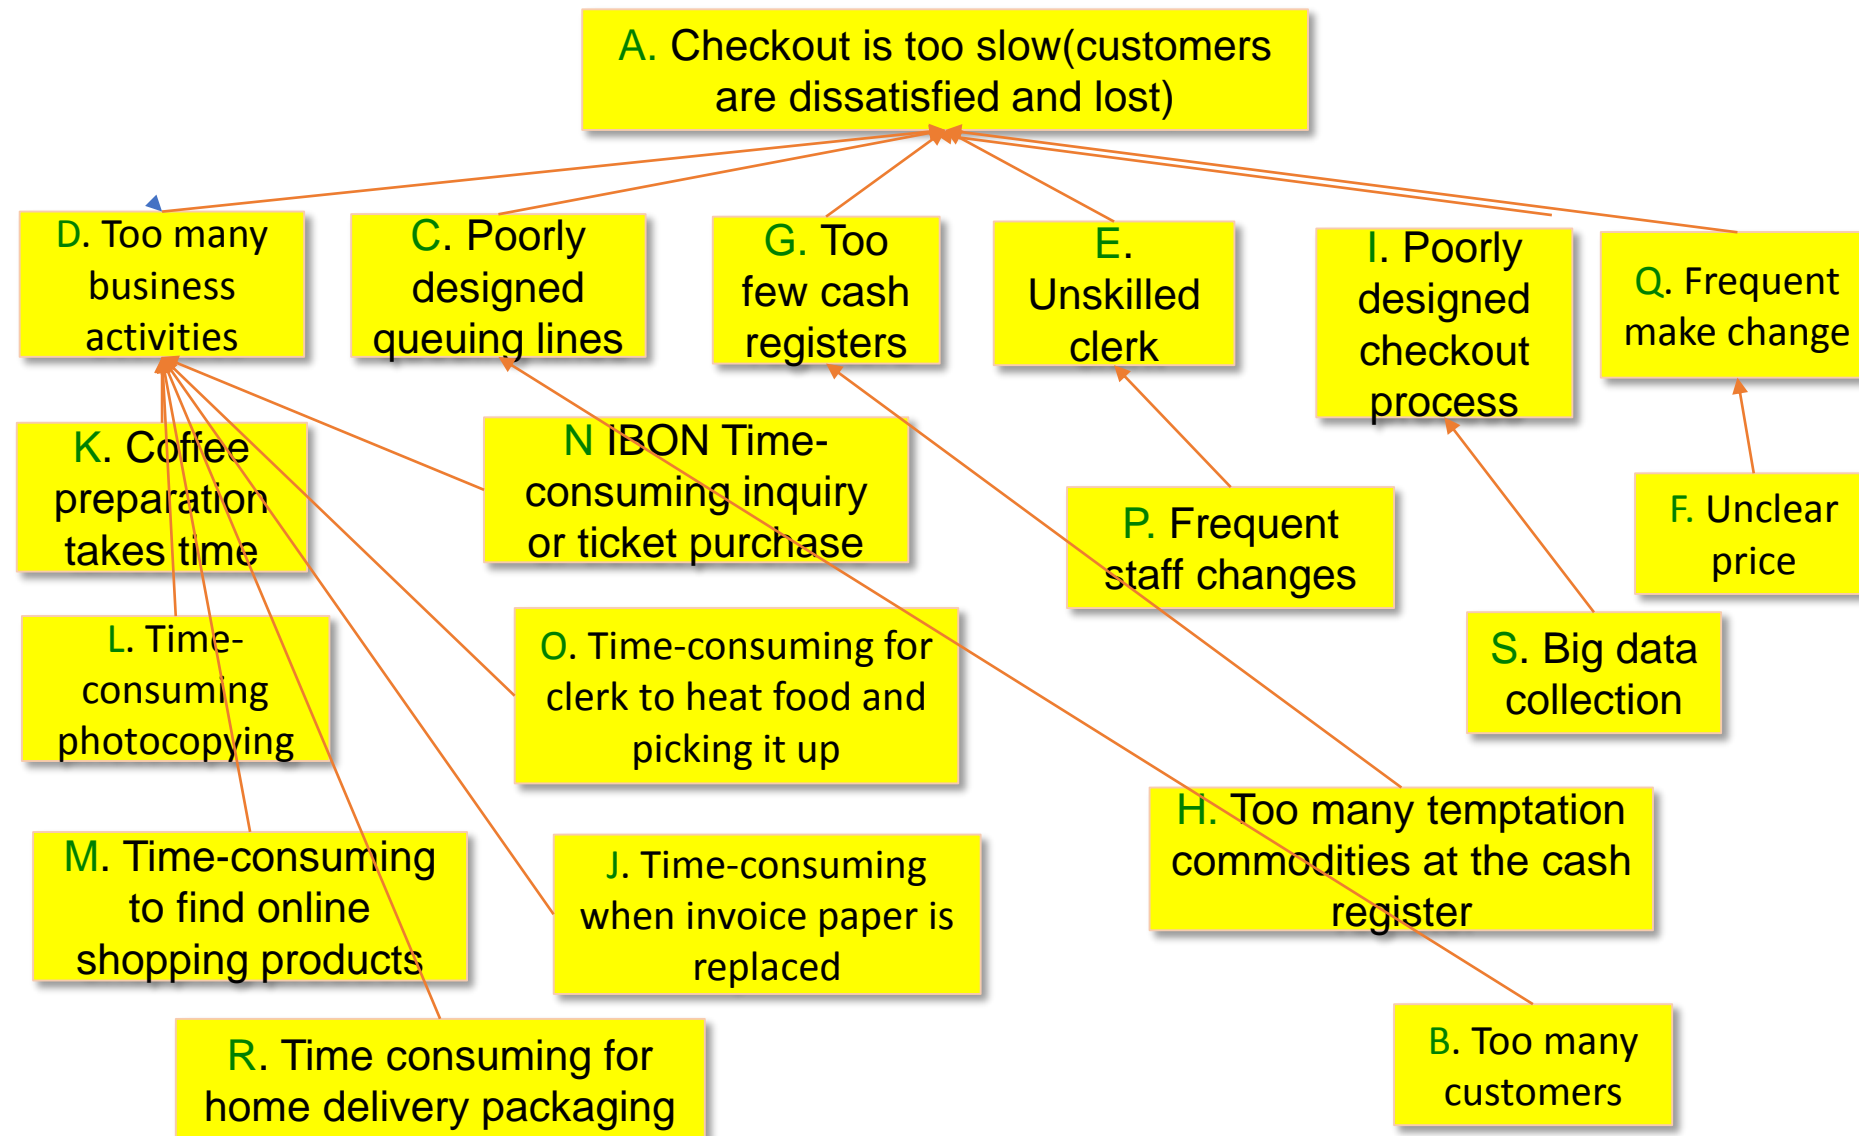 A. Checkout is too slow(customers
are dissatisfied and lost)
D. Too many
business
activities
C. Poorly
designed
queuing lines
G. Too
few cash
registers
E.
Unskilled
clerk
I. Poorly
designed
checkout
process
Q. Frequent
make change
K. Coffee
preparation
takes time
N IBON Time-
consuming inquiry
or ticket purchase
P. Frequent
staff changes
F. Unclear
price
L. Time-
consuming
photocopying
O. Time-consuming for
clerk to heat food and
picking it up
S. Big data
collection
M. Time-consuming
to find online
shopping products
J. Time-consuming
when invoice paper is
replaced
H. Too many temptation
commodities at the cash
register
R. Time consuming for
home delivery packaging
B. Too many
customers